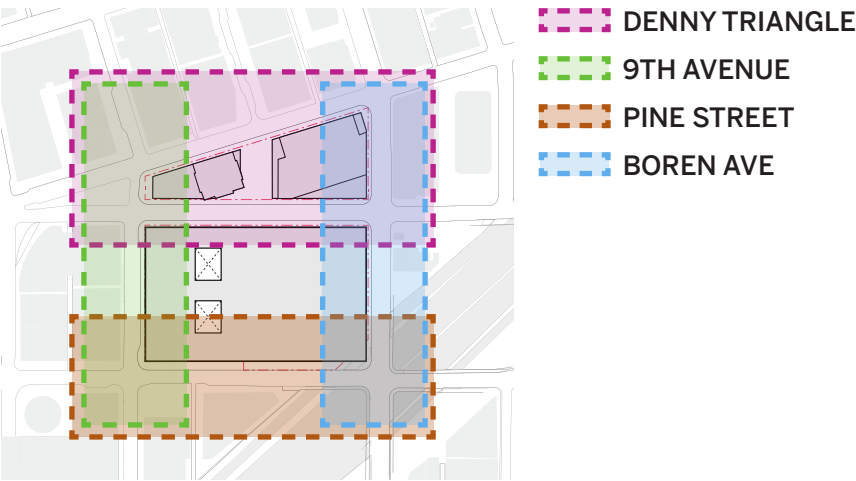 DENNY TRIANGLE
9TH AVENUE
PINE STREET
BOREN AVE